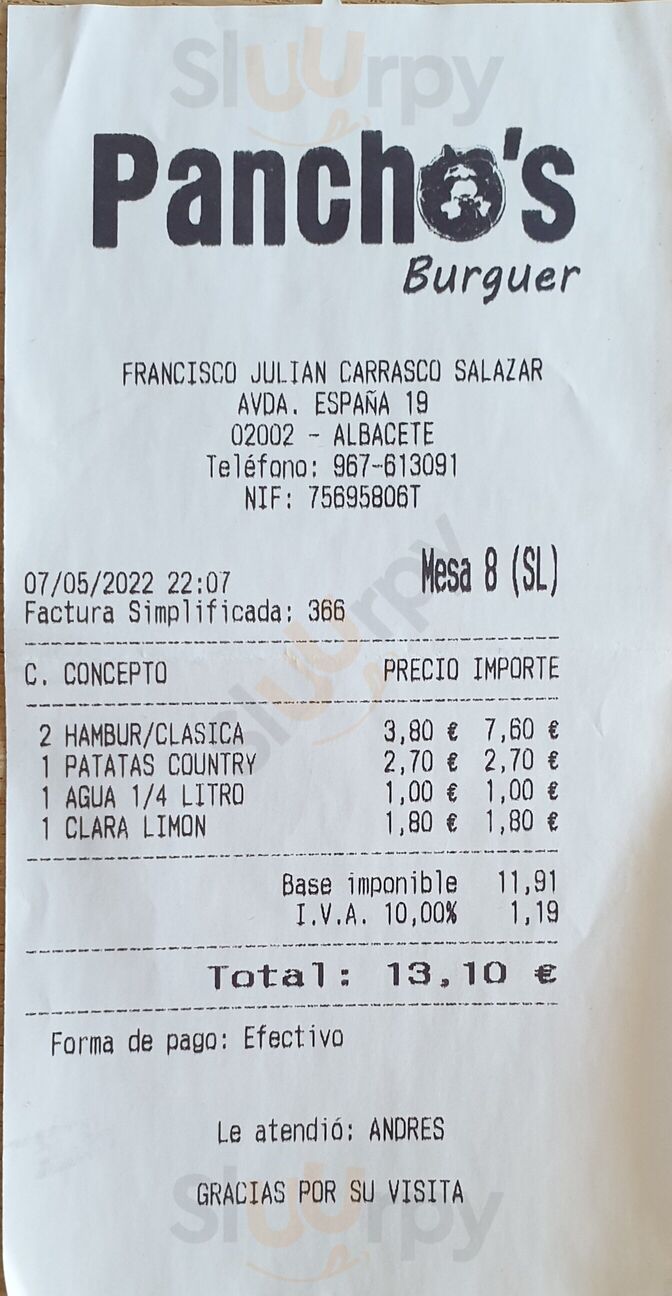 Sluurpy
Pancho's
Burguer
FRANCISCO JULIAN CARRASCO SALAZAR
AVDA. ESPAÑA 19
02002 - ALBACETE
Teléfono: 967-613091
NIF: 75695806T
Mesa 8 (SL)
07/05/2022 22:07
Factura Simplificada: 366
C. CONCEPTO PRECIO IMPORTE
2 HAMBUR/CLASICA 3,80 € 7,60 €
1 PATATAS COUNTRY 2,70 € 2,70 €
1 AGUA 1/4 LITRO 1,00 € 1,00 €
1 CLARA LIMON 1,80 € 1,80 €
Sluurpy
Base imponible 11,91
I.V.A. 10,00% 1,19
Total: 13,10 €
Forma de pago: Efectivo
Le atendió: ANDRES
GRACIAS POR SU VISITA
Sluurpy